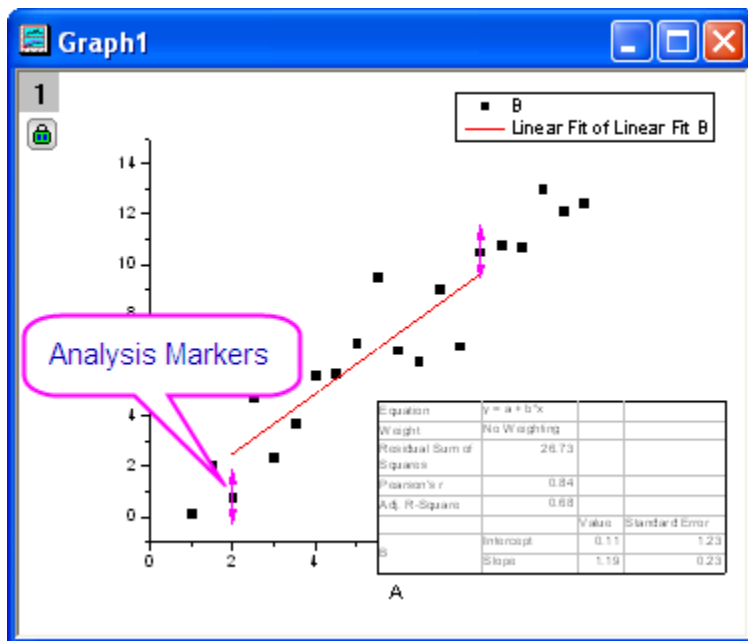 Graph1
1
B
Linear Fit of Linear Fit B
14
12
10
8
Analysis Markers
4
2
0
0
2
4
A
Equation y = a + b*x
Weight No Weighting
Residual Sum of Squares 26.73
Pearson's r 0.84
Adj. R-Square 0.68
Value Standard Error
B Intercept 0.11 1.23
Slope 1.19 0.23